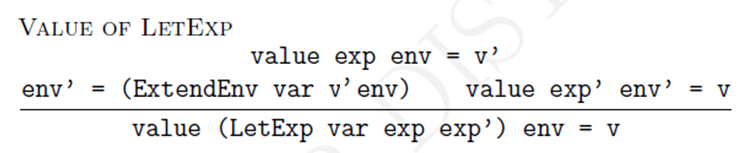 VALUE OF LETEXP
value exp env = v’
env’ = (ExtendEnv var v’env) value exp’ env’ = v
value (LetExp var exp exp’) env = v